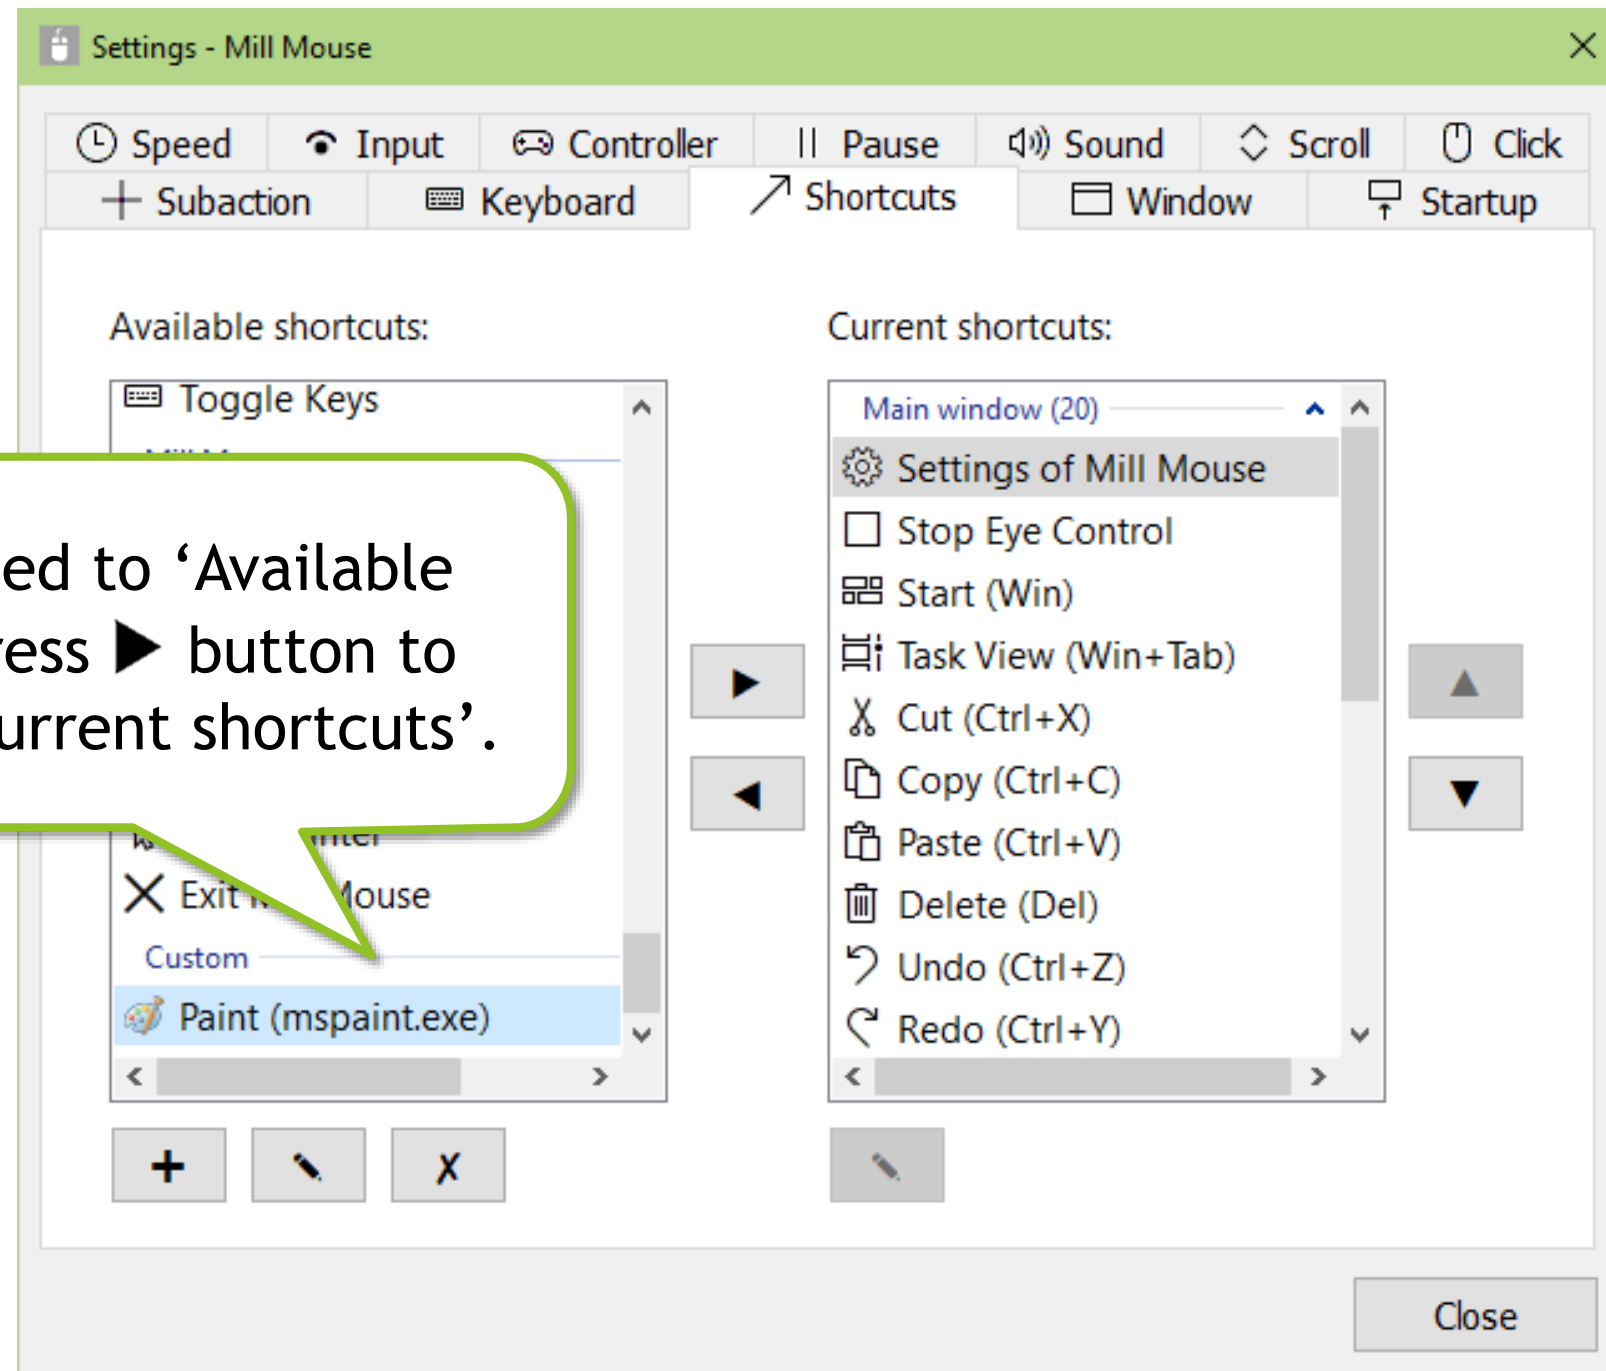 Settings - Mill Mouse
Speed Input Controller Pause Sound Scroll Click
Subaction Keyboard Shortcuts Window Startup
Available shortcuts:
Toggle Keys
ed to ‘Available
ress ▶ button to
urrent shortcuts’.
Exit Mouse
Custom
Paint (mspaint.exe)
Current shortcuts:
Main window (20)
Settings of Mill Mouse
Stop Eye Control
Start (Win)
Task View (Win+Tab)
Cut (Ctrl+X)
Copy (Ctrl+C)
Paste (Ctrl+V)
Delete (Del)
Undo (Ctrl+Z)
Redo (Ctrl+Y)
Close